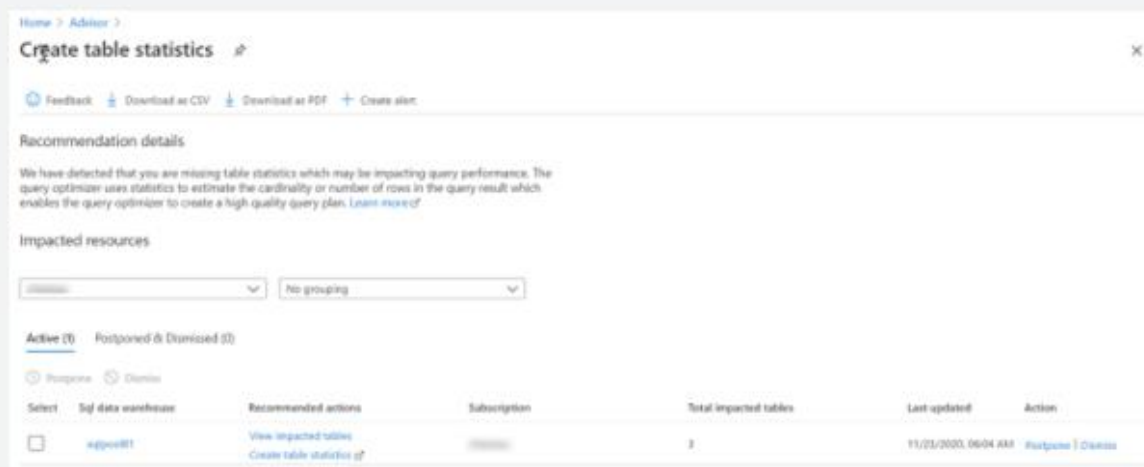 Home > Advisor >
Create table statistics
Feedback Download as CSV Download as PDF Create alert
Recommendation details
We have detected that you are missing table statistics which may be impacting query performance. The
query optimizer uses statistics to estimate the cardinality or number of rows in the query result which
enables the query optimizer to create a high quality query plan. Learn more
Impacted resources
No grouping
Active (1) Postponed & Dismissed (0)
Postpone Dismiss
Select Sql data warehouse Recommended actions Subscription Total impacted tables Last updated Action
View impacted tables
Create table statistics
11/23/2020, 06:04 AM Postpone | Dismiss